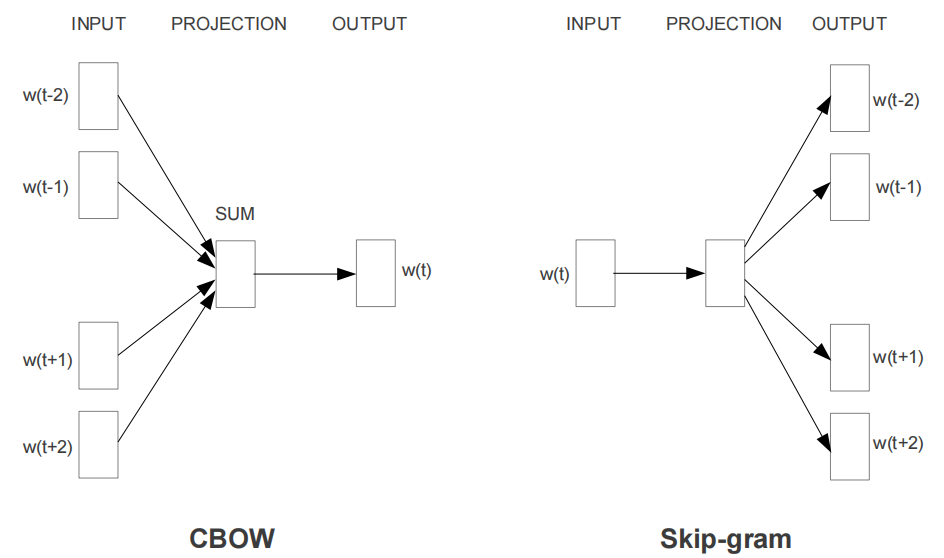 INPUT PROJECTION OUTPUT
w(t-2)
w(t-1)
SUM
w(t)
w(t+1)
w(t+2)
CBOW
INPUT PROJECTION OUTPUT
w(t-2)
w(t-1)
w(t)
w(t+1)
w(t+2)
Skip-gram